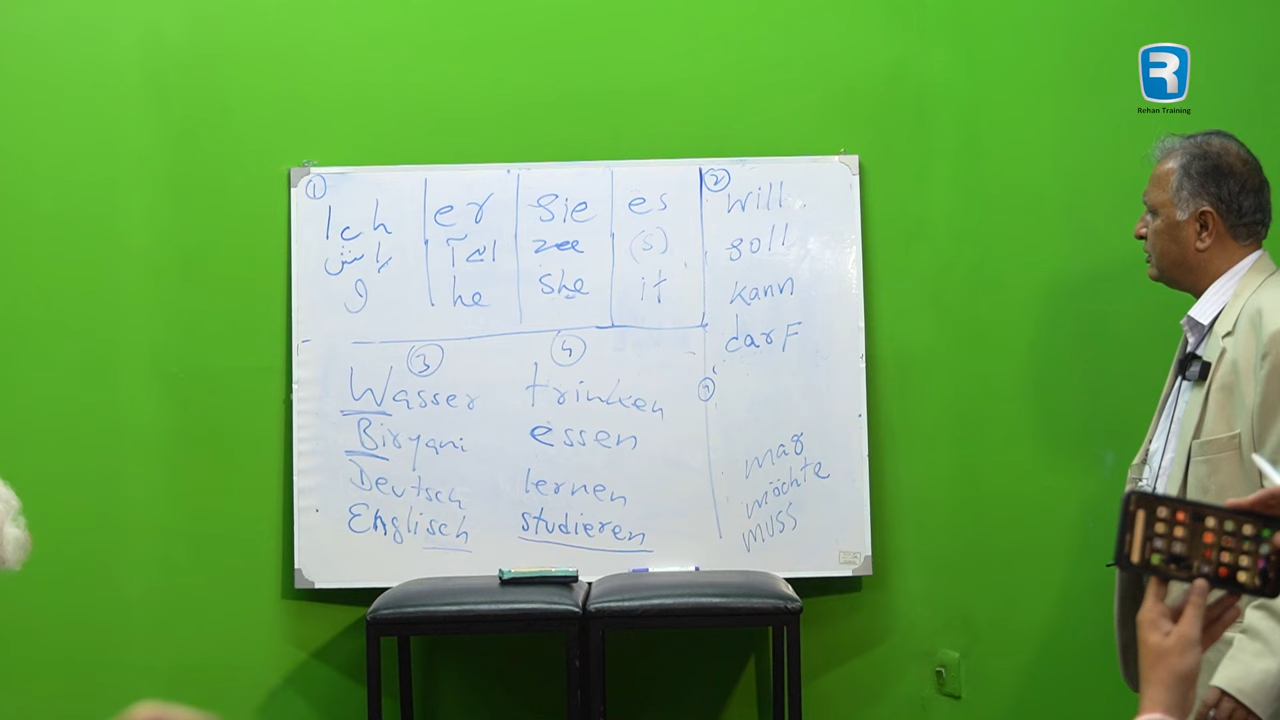 Rehan Training
① Ich er sie es ② will
(s) soll
I he she it kann
darf
③ ④
Wasser trinken
Biryani essen
Deutsch lernen mag
Englisch studieren möchte
muss